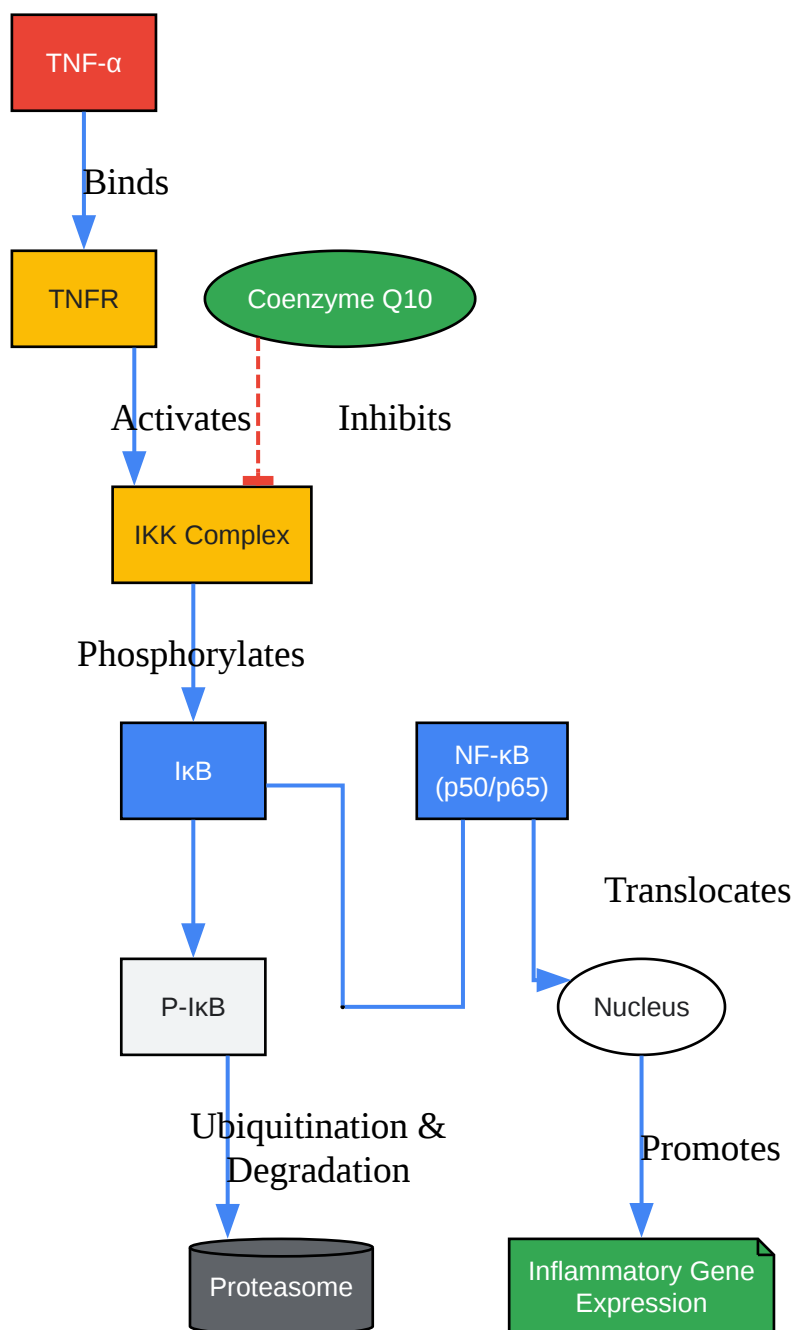 TNF-α
Binds
TNFR
Coenzyme Q10
Activates
Inhibits
IKK Complex
Phosphorylates
IκB
NF-κB
(p50/p65)
Translocates
P-IκB
Nucleus
Ubiquitination &
Degradation
Promotes
Proteasome
Inflammatory Gene
Expression